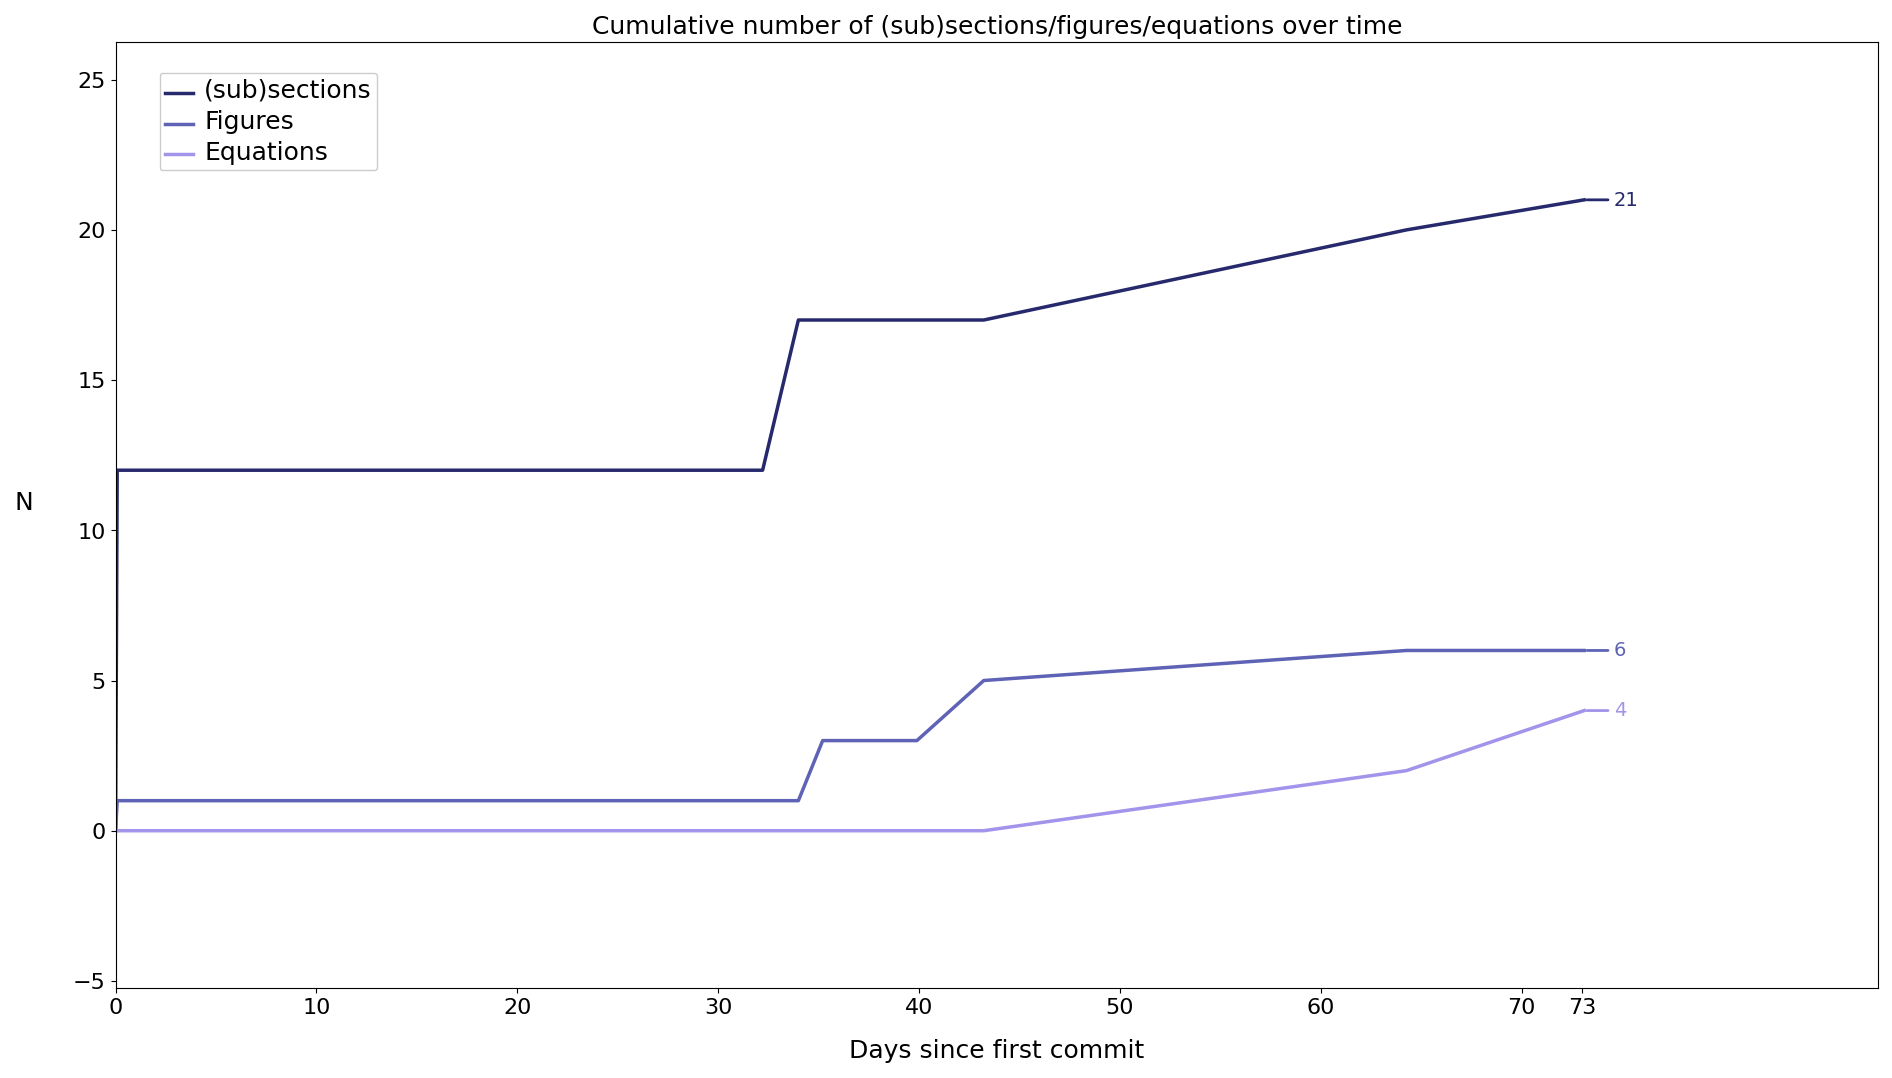 Cumulative number of (sub)sections/figures/equations over time
(sub)sections
Figures
Equations
25
20
15
10
5
0
−5
N
21
6
4
0 10 20 30 40 50 60 70 73
Days since first commit